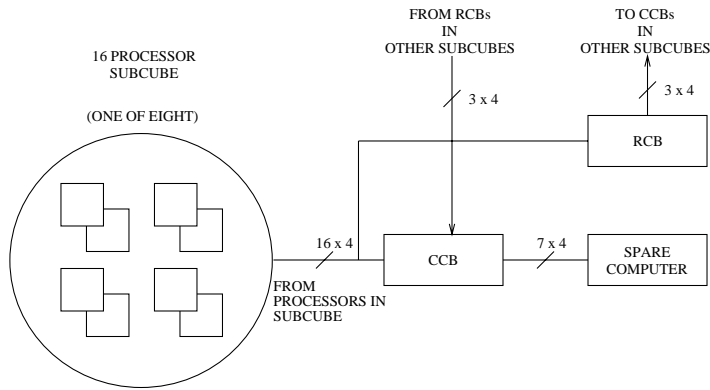 FROM RCBs
IN
OTHER SUBCUBES
TO CCBs
IN
OTHER SUBCUBES
16 PROCESSOR
SUBCUBE
(ONE OF EIGHT)
3 x 4
3 x 4
RCB
16 x 4
CCB
7 x 4
SPARE
COMPUTER
FROM
PROCESSORS IN
SUBCUBE